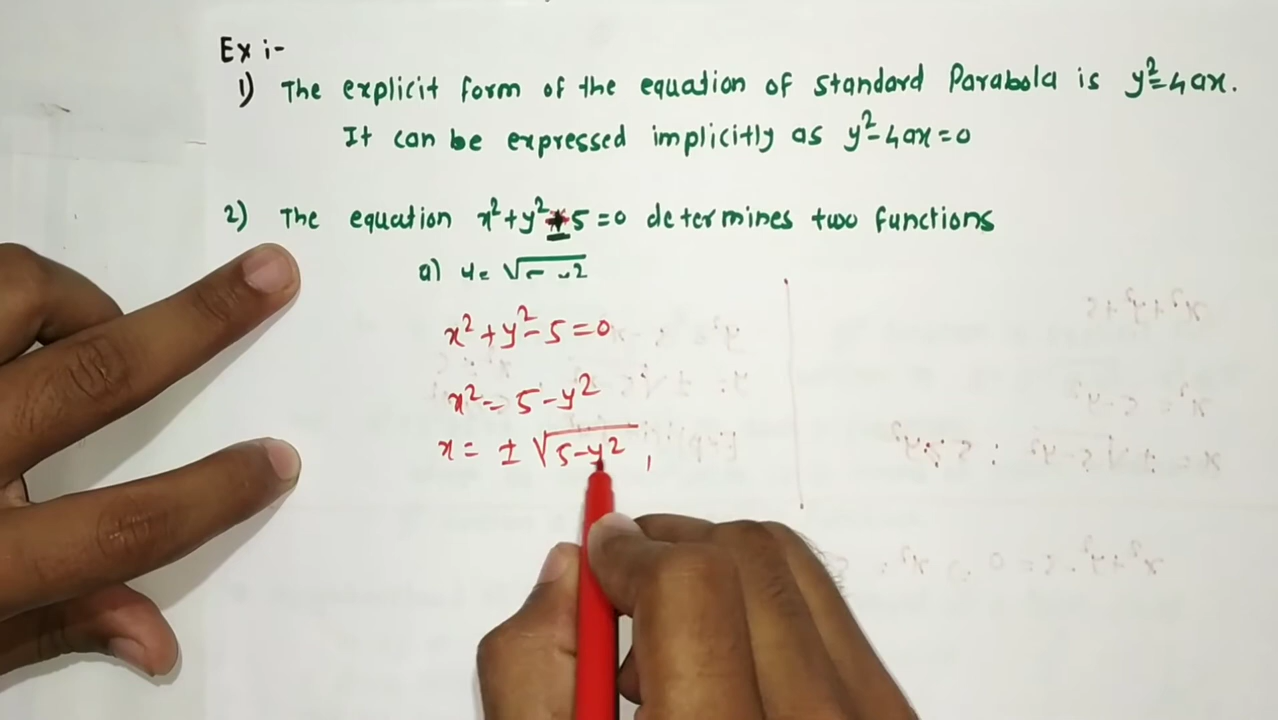 Ex :-
1) The explicit form of the equation of standard Parabola is y²=4ax.
It can be expressed implicitly as y²-4ax=0
2) The equation x²+y²-5=0 determines two functions
a)
x²+y²-5=0
x²=5-y²
x= ± √5-y² ,